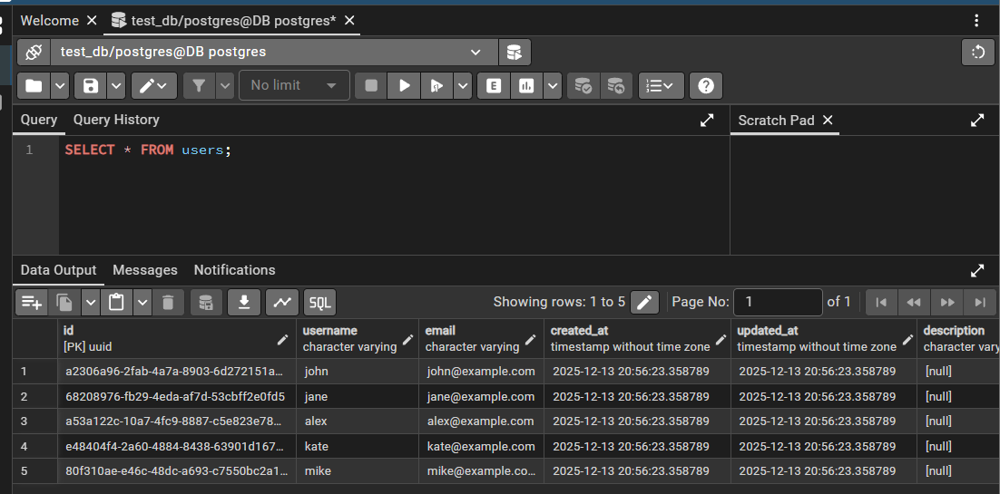 Welcome test_db/postgres@DB postgres*
test_db/postgres@DB postgres
No limit E
Query Query History Scratch Pad
1 SELECT * FROM users;
Data Output Messages Notifications
SQL Showing rows: 1 to 5 Page No: 1 of 1
id username email created_at updated_at description
[PK] uuid character varying character varying timestamp without time zone timestamp without time zone character vary
1 a2306a96-2fab-4a7a-8903-6d272151a... john john@example.com 2025-12-13 20:56:23.358789 2025-12-13 20:56:23.358789 [null]
2 68208976-fb29-4eda-af7d-53cbff2e0fd5 jane jane@example.com 2025-12-13 20:56:23.358789 2025-12-13 20:56:23.358789 [null]
3 a53a122c-10a7-4fc9-8887-c5e823e78... alex alex@example.com 2025-12-13 20:56:23.358789 2025-12-13 20:56:23.358789 [null]
4 e48404f4-2a60-4884-8438-63901d167... kate kate@example.com 2025-12-13 20:56:23.358789 2025-12-13 20:56:23.358789 [null]
5 80f310ae-e46c-48dc-a693-c7550bc2a1... mike mike@example.co... 2025-12-13 20:56:23.358789 2025-12-13 20:56:23.358789 [null]